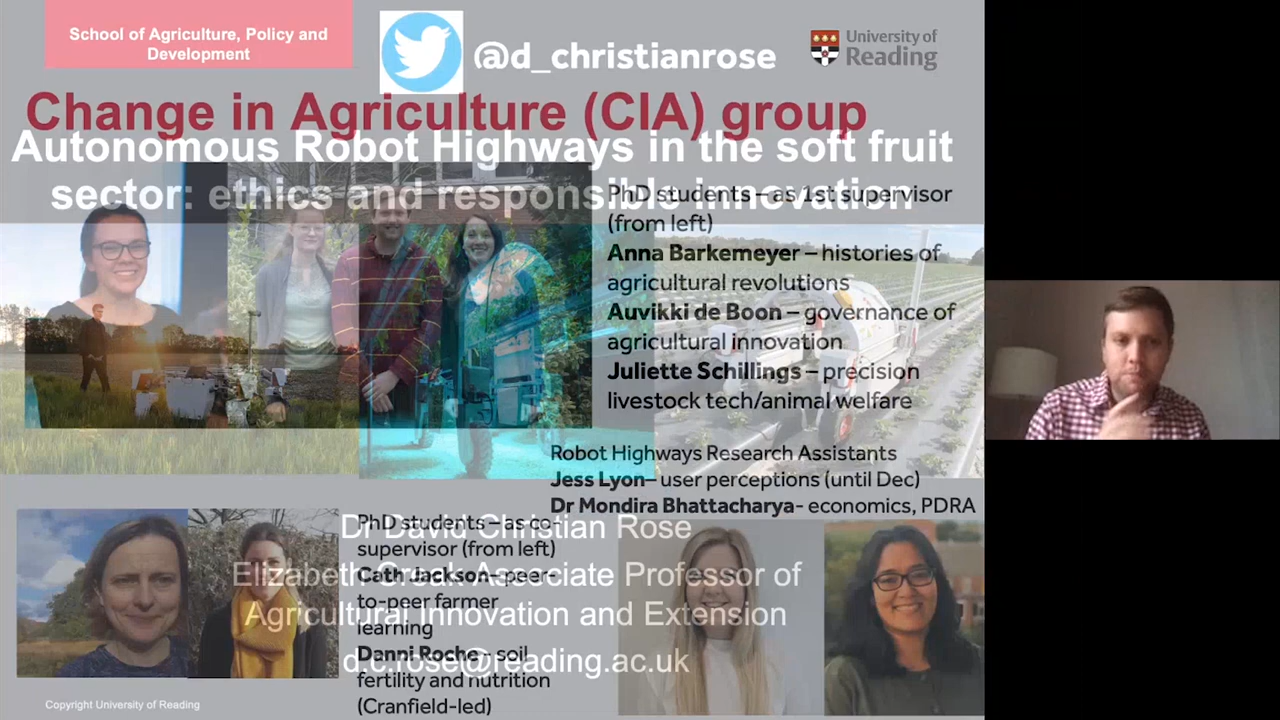 School of Agriculture, Policy and
Development
@d_christianrose
University of
Reading
Change in Agriculture (CIA) group
Autonomous Robot Highways in the soft fruit
sector: ethics and responsible innovation
PhD students – as 1st supervisor
(from left)
Anna Barkemeyer – histories of
agricultural revolutions
Auvikki de Boon – governance of
agricultural innovation
Juliette Schillings – precision
livestock tech/animal welfare
Robot Highways Research Assistants
Jess Lyon– user perceptions (until Dec)
Dr Mondira Bhattacharya- economics, PDRA
PhD students – as co-
supervisor (from left)
Cath Jackson– peer-
to-peer farmer
learning
Danni Roche – soil
fertility and nutrition
(Cranfield-led)
Dr David Christian Rose
Elizabeth Creak Associate Professor of
Agricultural Innovation and Extension
d.c.rose@reading.ac.uk
Copyright University of Reading